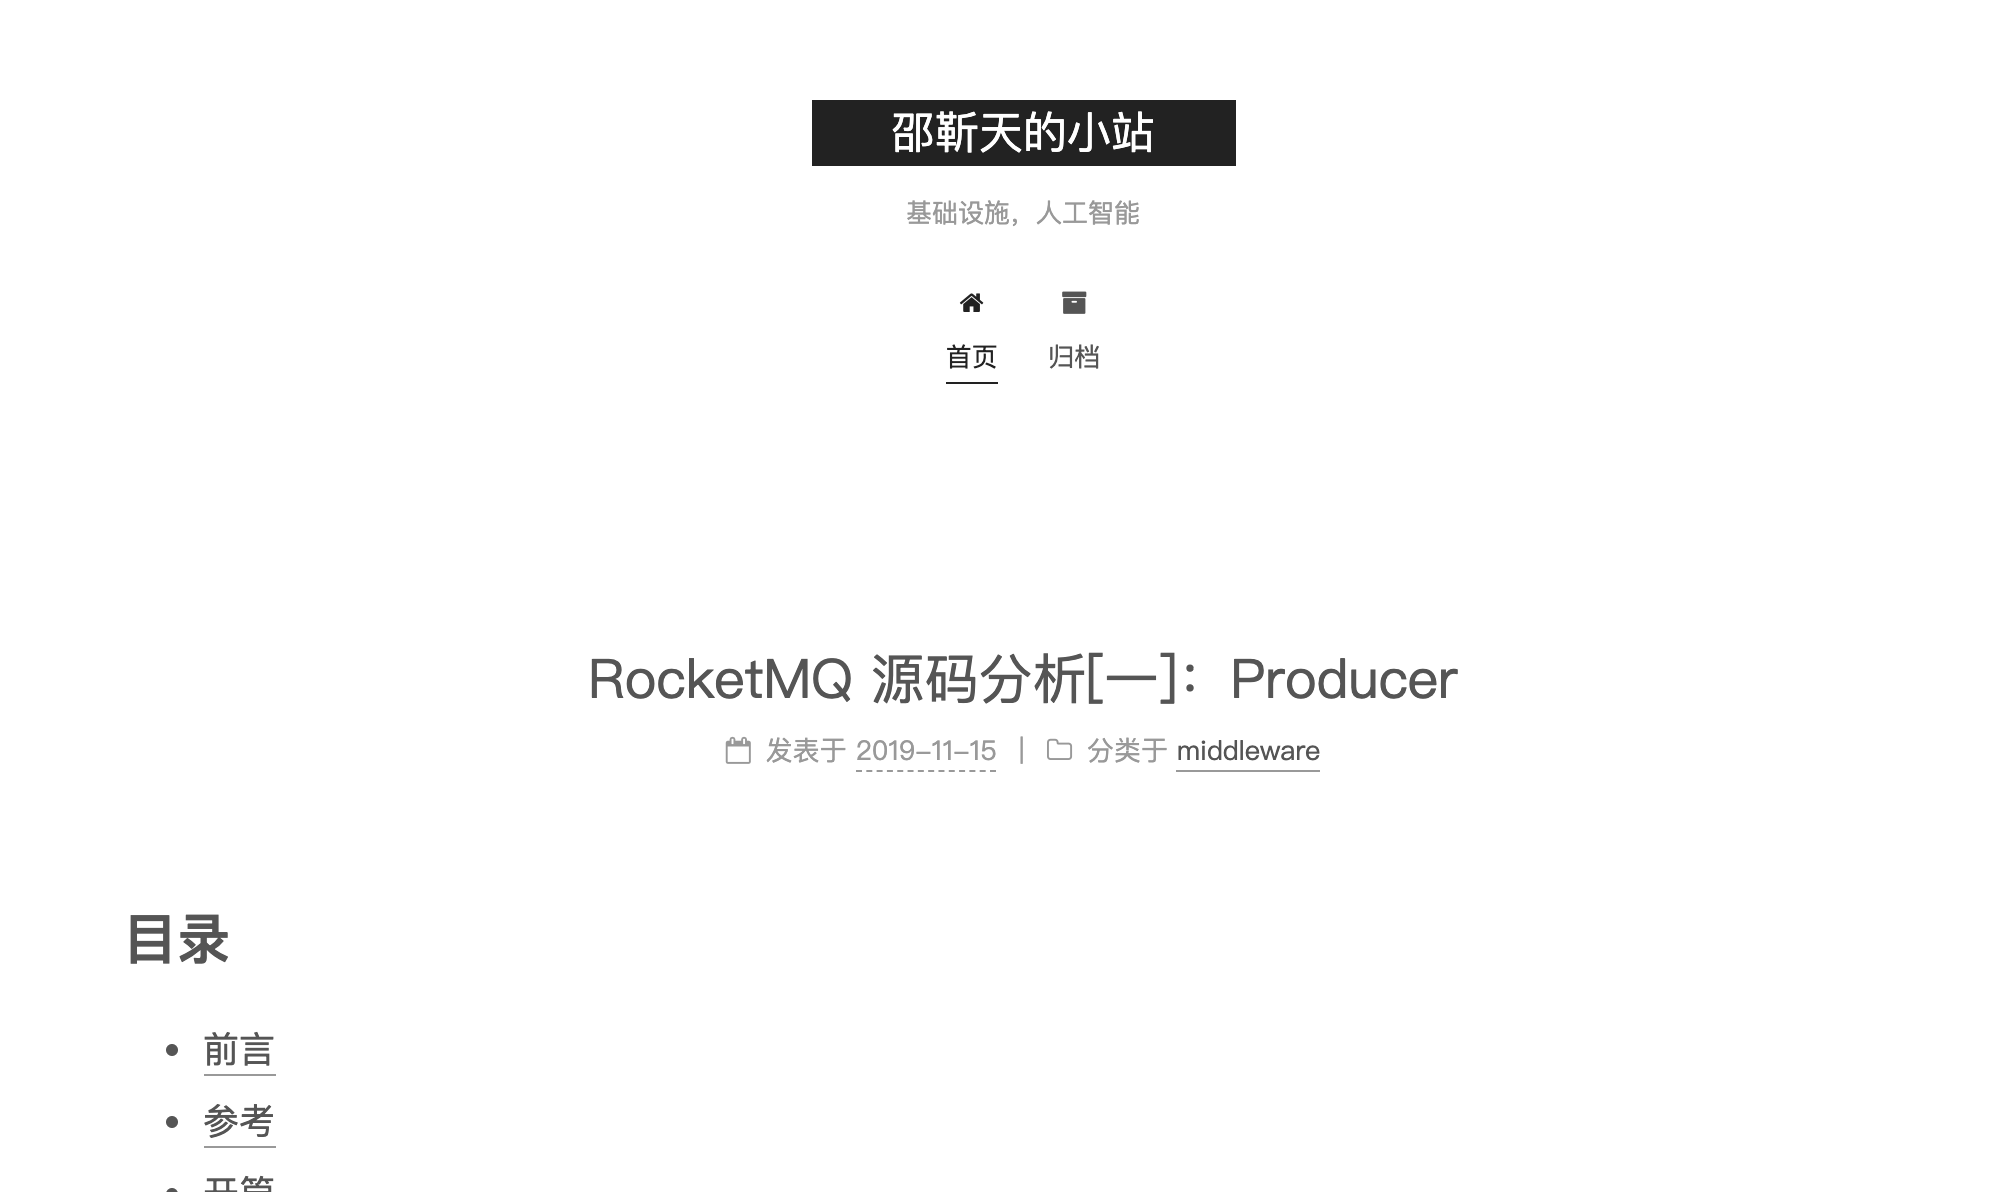 邵靳天的小站
基础设施，人工智能
首页 归档
RocketMQ 源码分析[一]：Producer
发表于 2019-11-15 | 分类于 middleware
目录
前言
参考
开篇